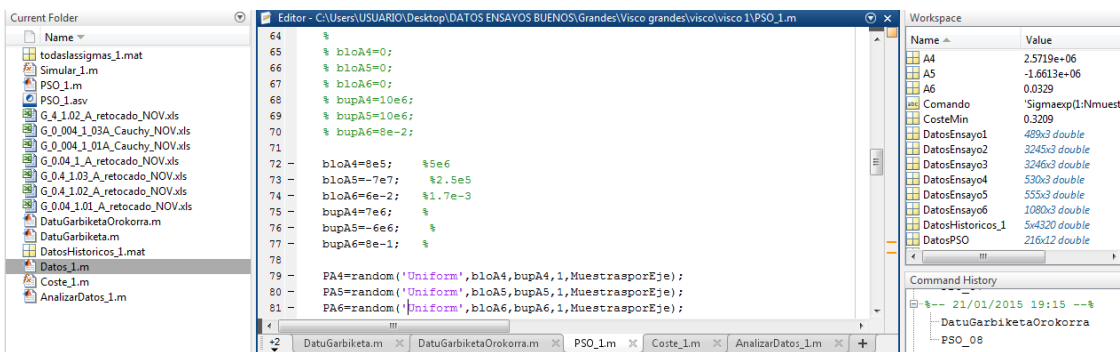 Current Folder
Name
todaslassigmas_1.mat
Simular_1.m
PSO_1.m
PSO_1.asv
G_4_1.02_A_retocado_NOV.xls
G_0_004_1_03A_Cauchy_NOV.xls
G_0_004_1_01A_Cauchy_NOV.xls
G_0.04_1_A_retocado_NOV.xls
G_0.4_1.03_A_retocado_NOV.xls
G_0.4_1.02_A_retocado_NOV.xls
G_0.04_1.01_A_retocado_NOV.xls
DatuGarbiketaOrokorra.m
DatuGarbiketa.m
DatosHistoricos_1.mat
Datos_1.m
Coste_1.m
AnalizarDatos_1.m
Editor - C:\Users\USUARIO\Desktop\DATOS ENSAYOS BUENOS\Grandes\Visco grandes\visco\visco 1\PSO_1.m
64 %
65 % bloA4=0;
66 % bloA5=0;
67 % bloA6=0;
68 % bupA4=10e6;
69 % bupA5=10e6;
70 % bupA6=8e-2;
71
72 - bloA4=8e5; %5e6
73 - bloA5=-7e7; %2.5e5
74 - bloA6=6e-2; %1.7e-3
75 - bupA4=7e6; %
76 - bupA5=-6e6; %
77 - bupA6=8e-1; %
78
79 - PA4=random('Uniform',bloA4,bupA4,1,MuestrasporEje);
80 - PA5=random('Uniform',bloA5,bupA5,1,MuestrasporEje);
81 - PA6=random('Uniform',bloA6,bupA6,1,MuestrasporEje);
+2 DatuGarbiketa.m DatuGarbiketaOrokorra.m PSO_1.m Coste_1.m AnalizarDatos_1.m +
Workspace
Name Value
A4 2.5719e+06
A5 -1.6613e+06
A6 0.0329
Comando 'Sigmaexp(1:Nmuest
CosteMin 0.3209
DatosEnsayo1 489x3 double
DatosEnsayo2 3245x3 double
DatosEnsayo3 3246x3 double
DatosEnsayo4 530x3 double
DatosEnsayo5 555x3 double
DatosEnsayo6 1080x3 double
DatosHistoricos_1 5x4320 double
DatosPSO 216x12 double
Command History
%-- 21/01/2015 19:15 --%
DatuGarbiketaOrokorra
PSO_08